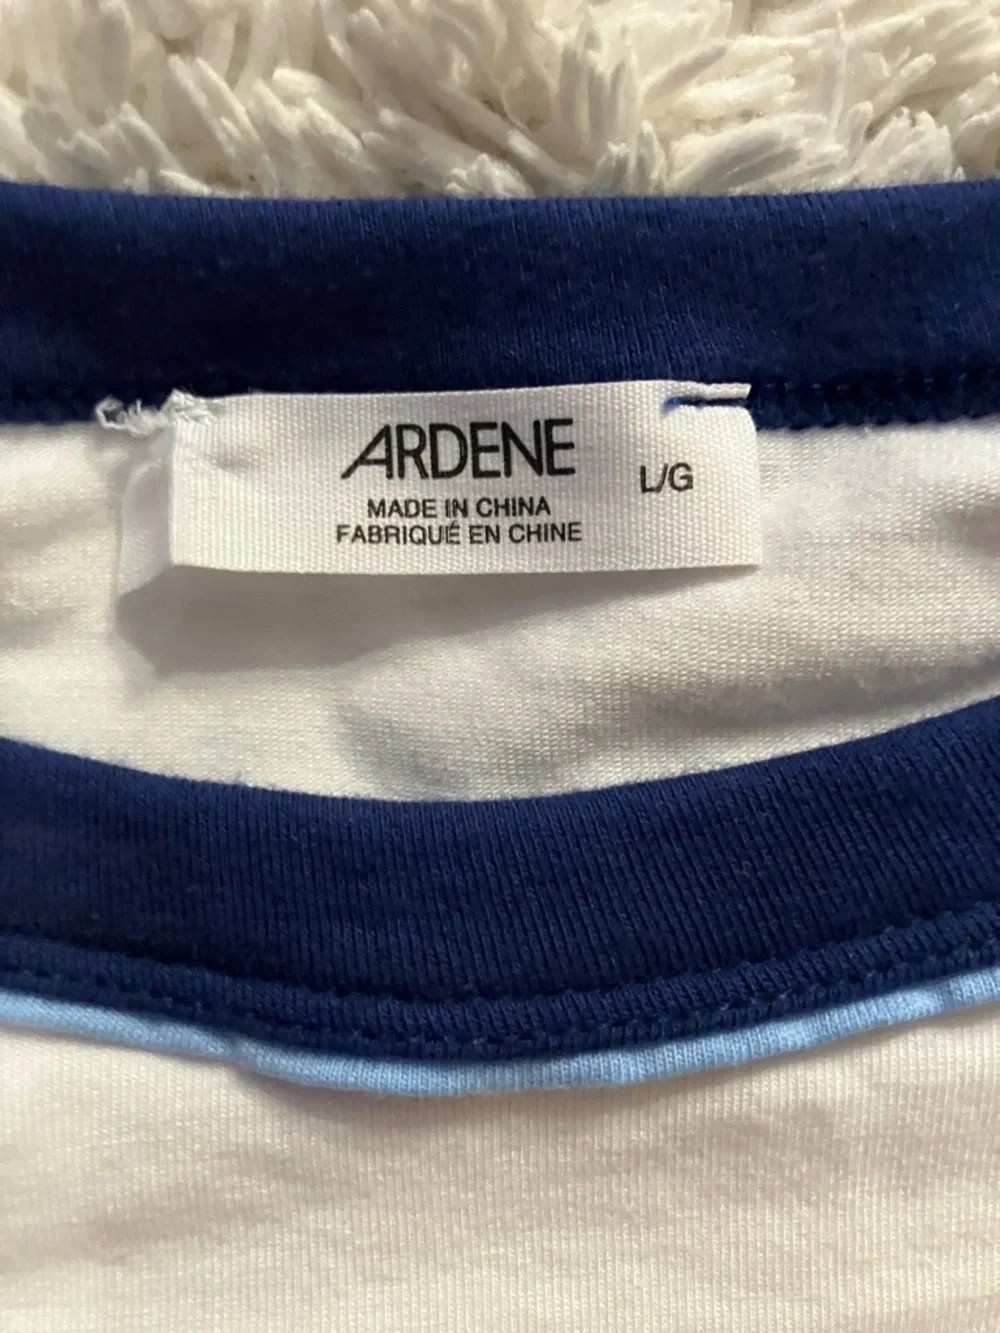 ARDENE
L/G
MADE IN CHINA
FABRIQUÉ EN CHINE